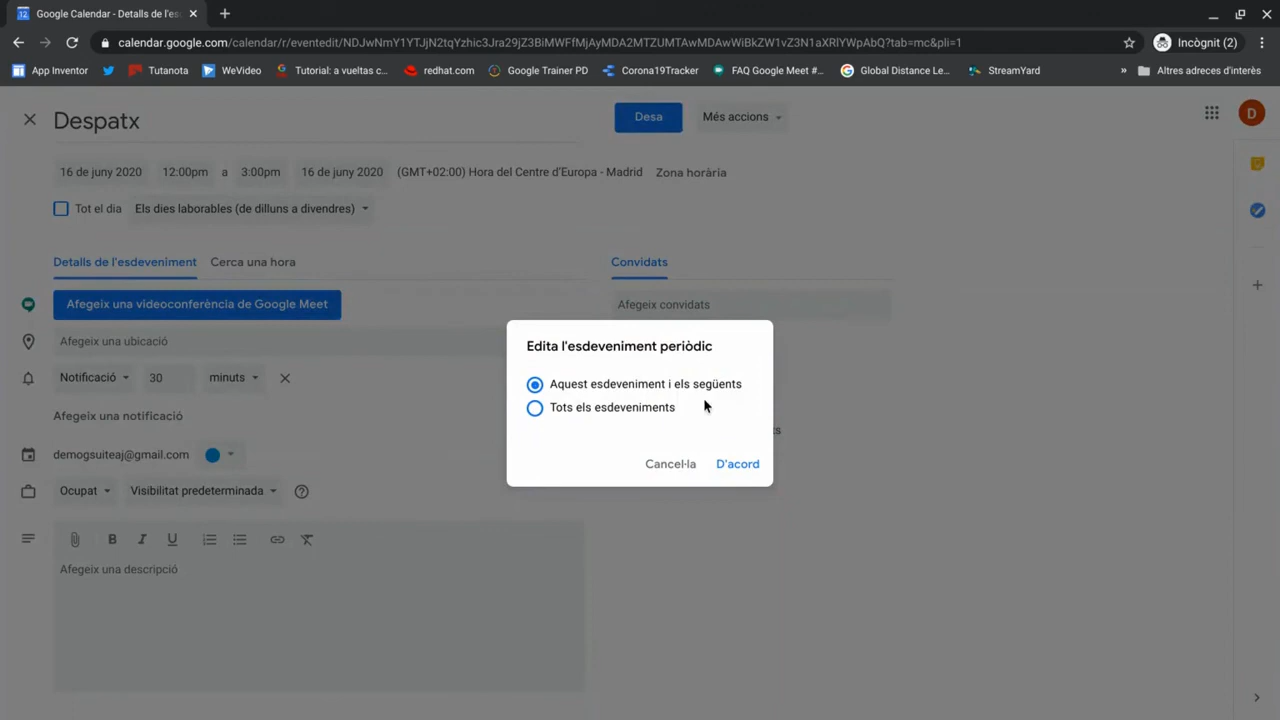 Google Calendar - Detalls de l'es
calendar.google.com/calendar/r/eventedit/NDJwNmY1YTJjN2tqYzhic3Jra29jZ3BiMWFfMjAyMDA2MTZUMTAwMDAwWiBkZW1vZ3N1aXRlYWpAbQ?tab=mc&pli=1
Incògnit (2)
App Inventor
Tutanota
WeVideo
Tutorial: a vueltas c...
redhat.com
Google Trainer PD
Corona19Tracker
FAQ Google Meet #...
Global Distance Le...
StreamYard
»
Altres adreces d'interès
Despatx
Desa
Més accions
D
16 de juny 2020
12:00pm
a
3:00pm
16 de juny 2020
(GMT+02:00) Hora del Centre d'Europa - Madrid
Zona horària
Tot el dia
Els dies laborables (de dilluns a divendres)
Detalls de l'esdeveniment
Cerca una hora
Convidats
Afegeix una videoconferència de Google Meet
Afegeix convidats
Afegeix una ubicació
Edita l'esdeveniment periòdic
Notificació
30
minuts
Aquest esdeveniment i els següents
Tots els esdeveniments
Afegeix una notificació
demogsuiteaj@gmail.com
Cancel·la
D'acord
Ocupat
Visibilitat predeterminada
B
I
U
Afegeix una descripció